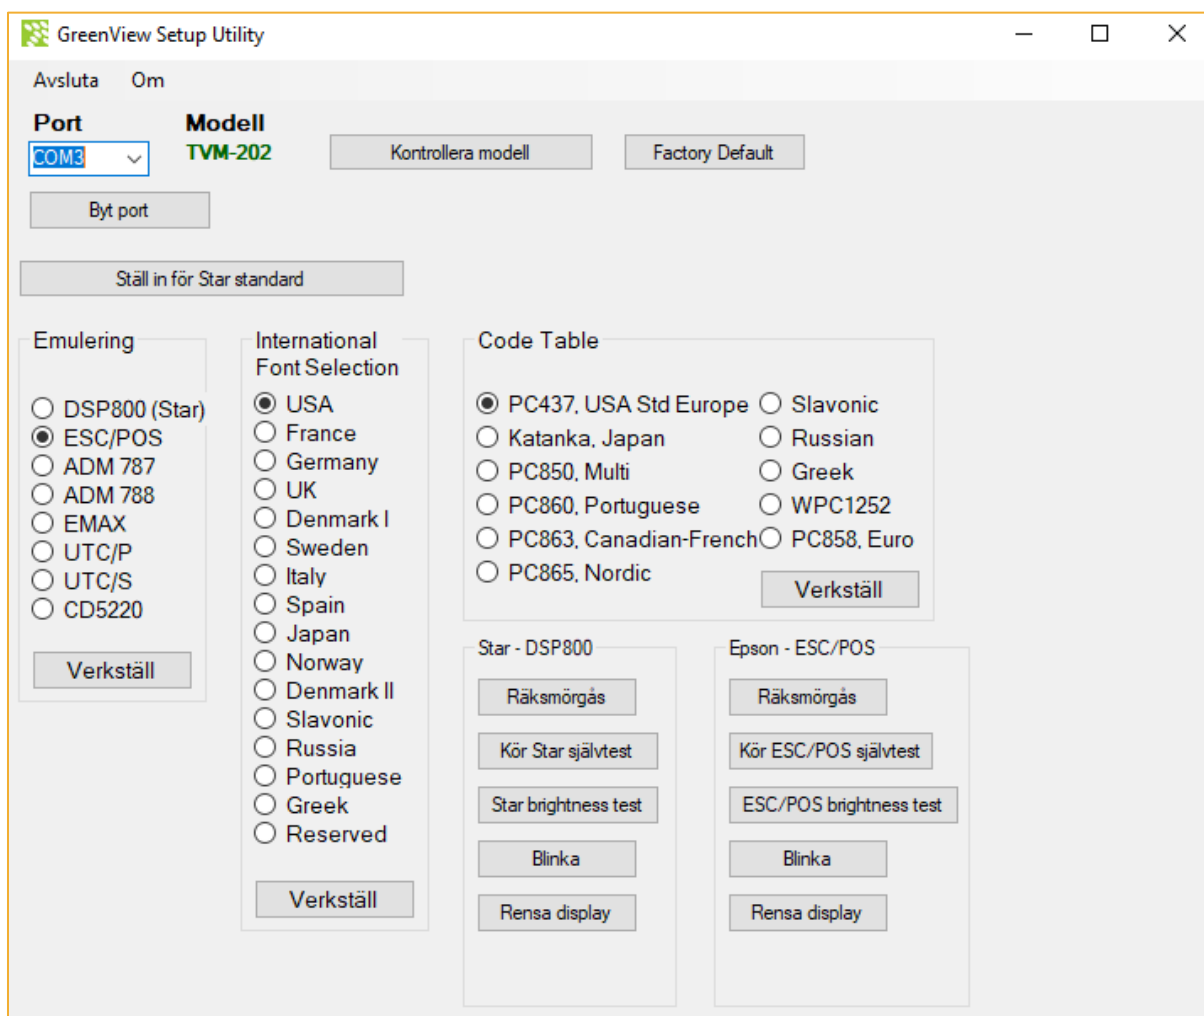 GreenView Setup Utility
Avsluta Om
Port
COM3
Modell
TVM-202
Kontrollera modell
Factory Default
Byt port
Ställ in för Star standard
Emulering
DSP800 (Star)
ESC/POS
ADM 787
ADM 788
EMAX
UTC/P
UTC/S
CD5220
Verkställ
International
Font Selection
USA
France
Germany
UK
Denmark I
Sweden
Italy
Spain
Japan
Norway
Denmark II
Slavonic
Russia
Portuguese
Greek
Reserved
Verkställ
Code Table
PC437, USA Std Europe
Katanka, Japan
PC850, Multi
PC860, Portuguese
PC863, Canadian-French
PC865, Nordic
Slavonic
Russian
Greek
WPC1252
PC858, Euro
Verkställ
Star - DSP800
Räksmörgås
Kör Star självtest
Star brightness test
Blinka
Rensa display
Epson - ESC/POS
Räksmörgås
Kör ESC/POS självtest
ESC/POS brightness test
Blinka
Rensa display